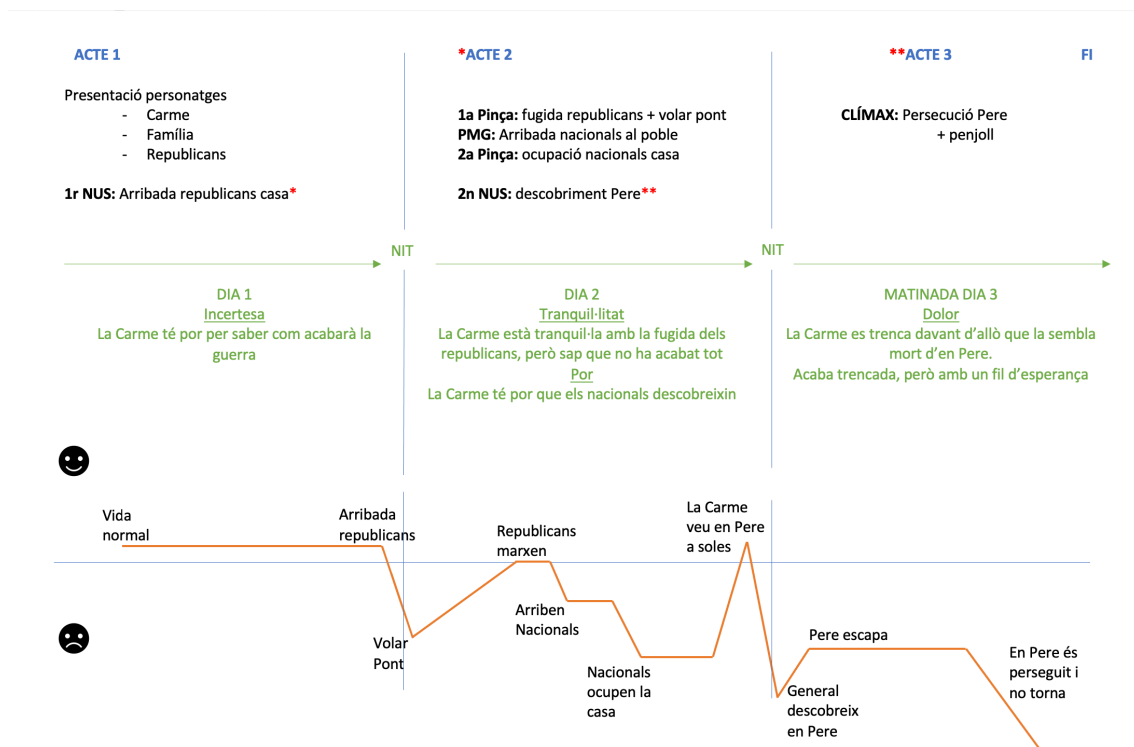 ACTE 1
Presentació personatges
- Carme
- Família
- Republicans
1r NUS: Arribada republicans casa*
*ACTE 2
1a Pinça: fugida republicans + volar pont
PMG: Arribada nacionals al poble
2a Pinça: ocupació nacionals casa
2n NUS: descobriment Pere**
**ACTE 3
FI
CLÍMAX: Persecució Pere
+ penjoll
NIT
NIT
DIA 1
Incertesa
La Carme té por per saber com acabarà la
guerra
DIA 2
Tranquil·litat
La Carme està tranquil·la amb la fugida dels
republicans, però sap que no ha acabat tot
Por
La Carme té por que els nacionals descobreixin
MATINADA DIA 3
Dolor
La Carme es trenca davant d’allò que la sembla
mort d’en Pere.
Acaba trencada, però amb un fil d’esperança
Vida
normal
Arribada
republicans
Volar
Pont
Republicans
marxen
Arriben
Nacionals
Nacionals
ocupen la
casa
La Carme
veu en Pere
a soles
General
descobreix
en Pere
Pere escapa
En Pere és
perseguit i
no torna